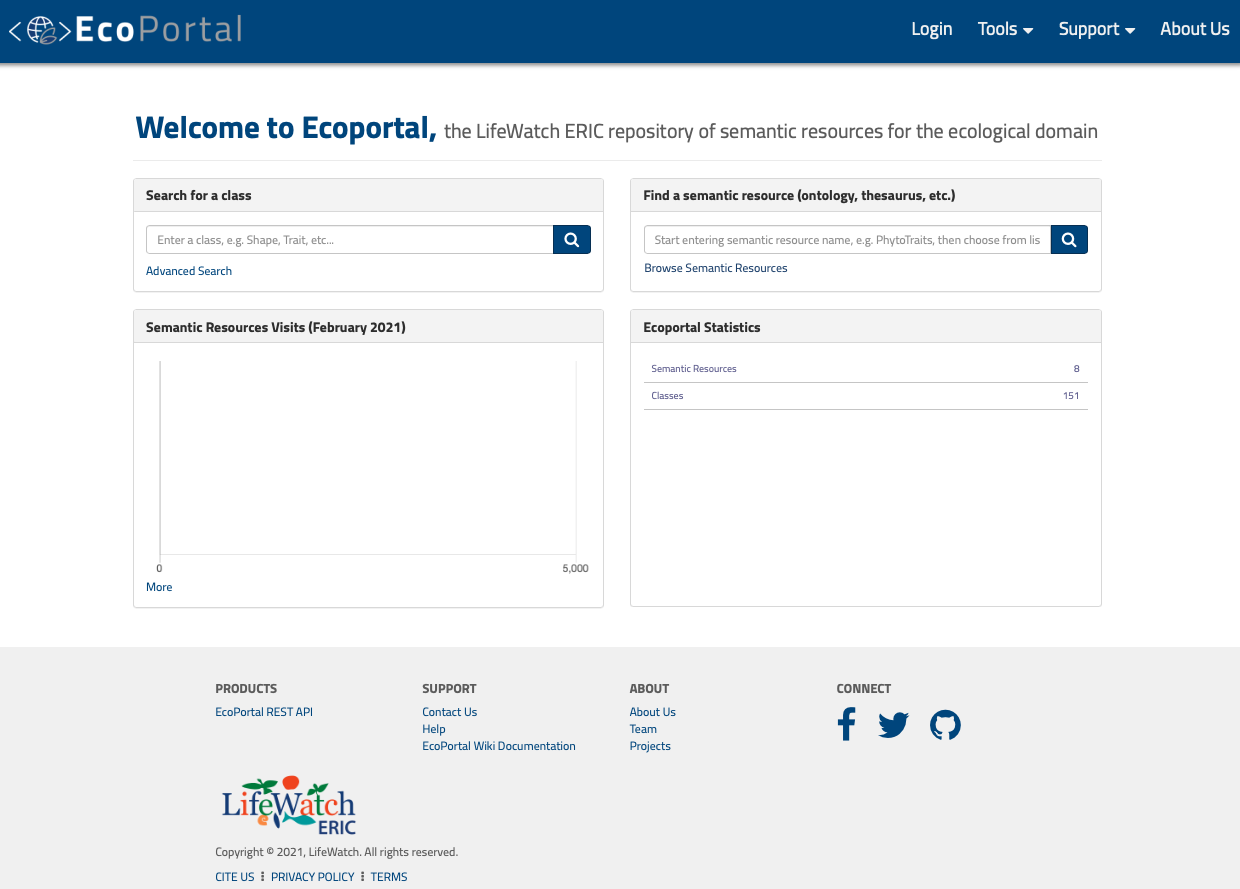 <EcoPortal
Login Tools Support About Us
Welcome to Ecoportal, the LifeWatch ERIC repository of semantic resources for the ecological domain
Search for a class
Enter a class, e.g. Shape, Trait, etc...
Advanced Search
Find a semantic resource (ontology, thesaurus, etc.)
Start entering semantic resource name, e.g. PhytoTraits, then choose from lis
Browse Semantic Resources
Semantic Resources Visits (February 2021)
0 5,000
More
Ecoportal Statistics
Semantic Resources 8
Classes 151
PRODUCTS
EcoPortal REST API
SUPPORT
Contact Us
Help
EcoPortal Wiki Documentation
ABOUT
About Us
Team
Projects
CONNECT
LifeWatch
ERIC
Copyright © 2021, LifeWatch. All rights reserved.
CITE US ⋮ PRIVACY POLICY ⋮ TERMS